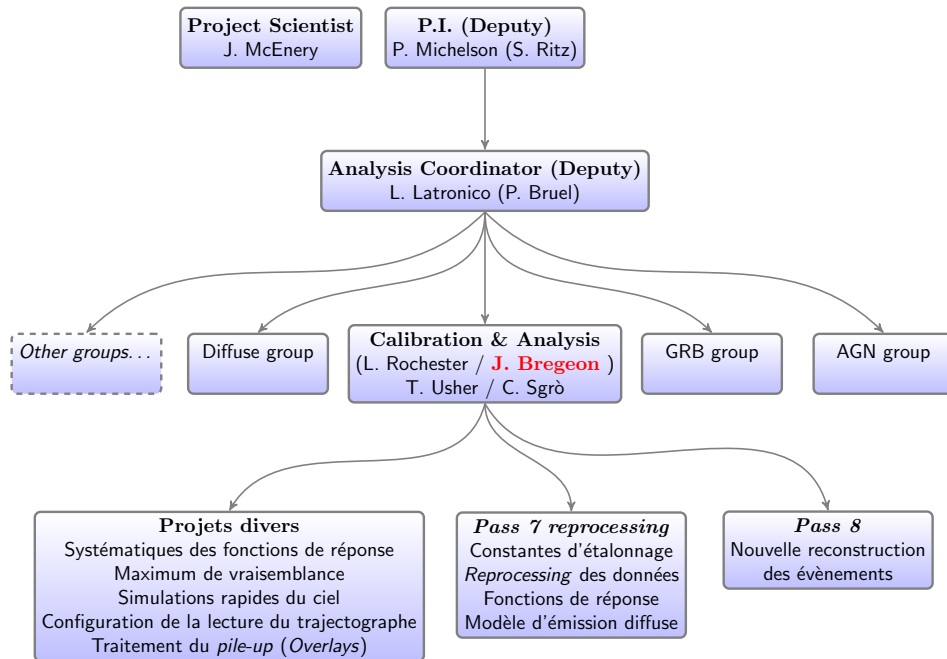 Project Scientist
J. McEnery
P.I. (Deputy)
P. Michelson (S. Ritz)
Analysis Coordinator (Deputy)
L. Latronico (P. Bruel)
Other groups...
Diffuse group
Calibration & Analysis
(L. Rochester / J. Bregeon )
T. Usher / C. Sgrò
GRB group
AGN group
Projets divers
Systématiques des fonctions de réponse
Maximum de vraisemblance
Simulations rapides du ciel
Configuration de la lecture du trajectographe
Traitement du pile-up (Overlays)
Pass 7 reprocessing
Constantes d'étalonnage
Reprocessing des données
Fonctions de réponse
Modèle d'émission diffuse
Pass 8
Nouvelle reconstruction
des évènements